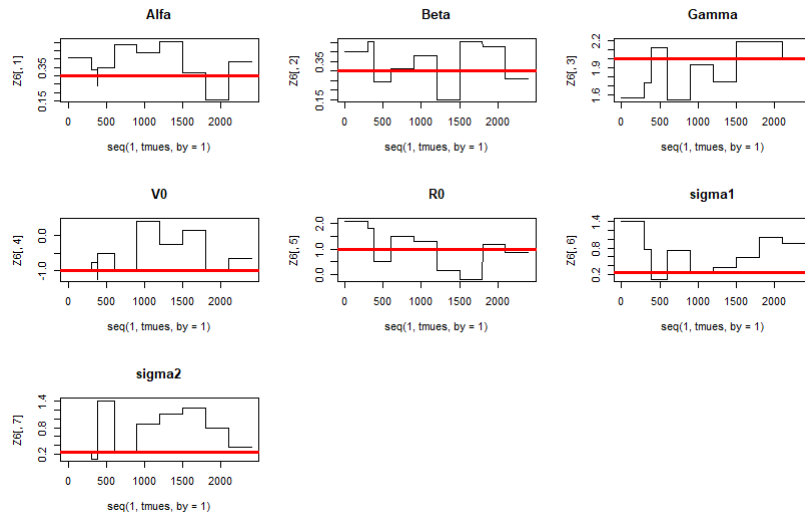 Alfa
Beta
Gamma
Z6[, 1]
0.15 0.35
0 500 1000 1500 2000
seq(1, tmues, by = 1)
Z6[, 2]
0.15 0.35
0 500 1000 1500 2000
seq(1, tmues, by = 1)
Z6[, 3]
1.6 1.9 2.2
0 500 1000 1500 2000
seq(1, tmues, by = 1)
V0
R0
sigma1
Z6[, 4]
-1.0 0.0
0 500 1000 1500 2000
seq(1, tmues, by = 1)
Z6[, 5]
0.0 1.0 2.0
0 500 1000 1500 2000
seq(1, tmues, by = 1)
Z6[, 6]
0.2 0.8 1.4
0 500 1000 1500 2000
seq(1, tmues, by = 1)
sigma2
Z6[, 7]
0.2 0.8 1.4
0 500 1000 1500 2000
seq(1, tmues, by = 1)